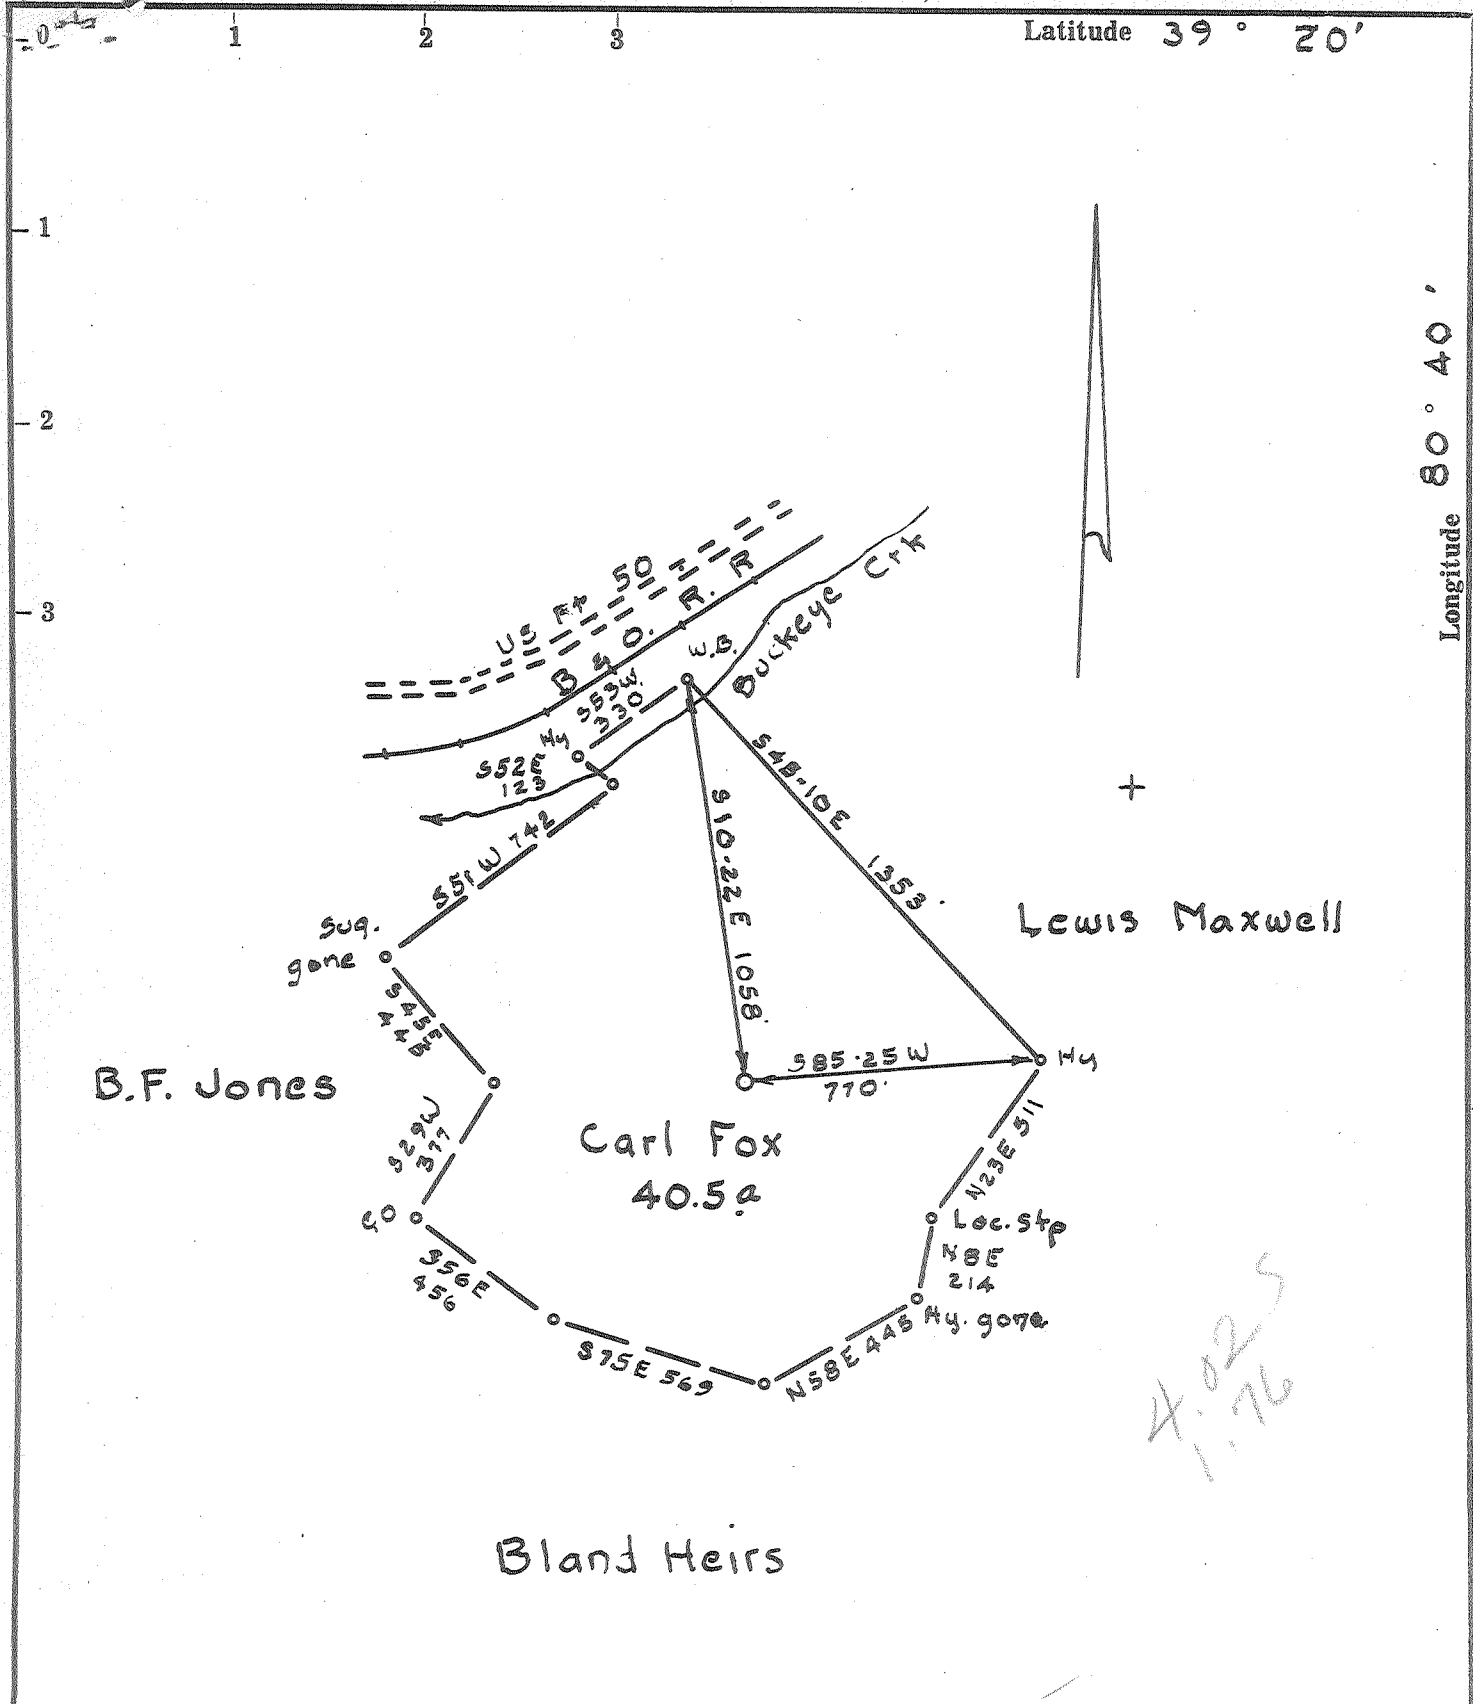 0 1 2 3
Latitude 39° 20'
1
2
3
Longitude 80° 40'
US Rt 50
B & O. R. R
Buckeye Crk
W.B.
S53W.
330
Hy
S52E
123
S51W 742
S48-10E 1353
S10-22E 1058
Lewis Maxwell
Sug.
gone
S45E
S85-25W
770
Hy
B.F. Jones
Carl Fox
40.5a
S29W
377
N23E 511
Loc. Stp
N8E
214
Hy. gone
S56E
456
S75E 569
N58E 445
4.02 S
1.76
Bland Heirs